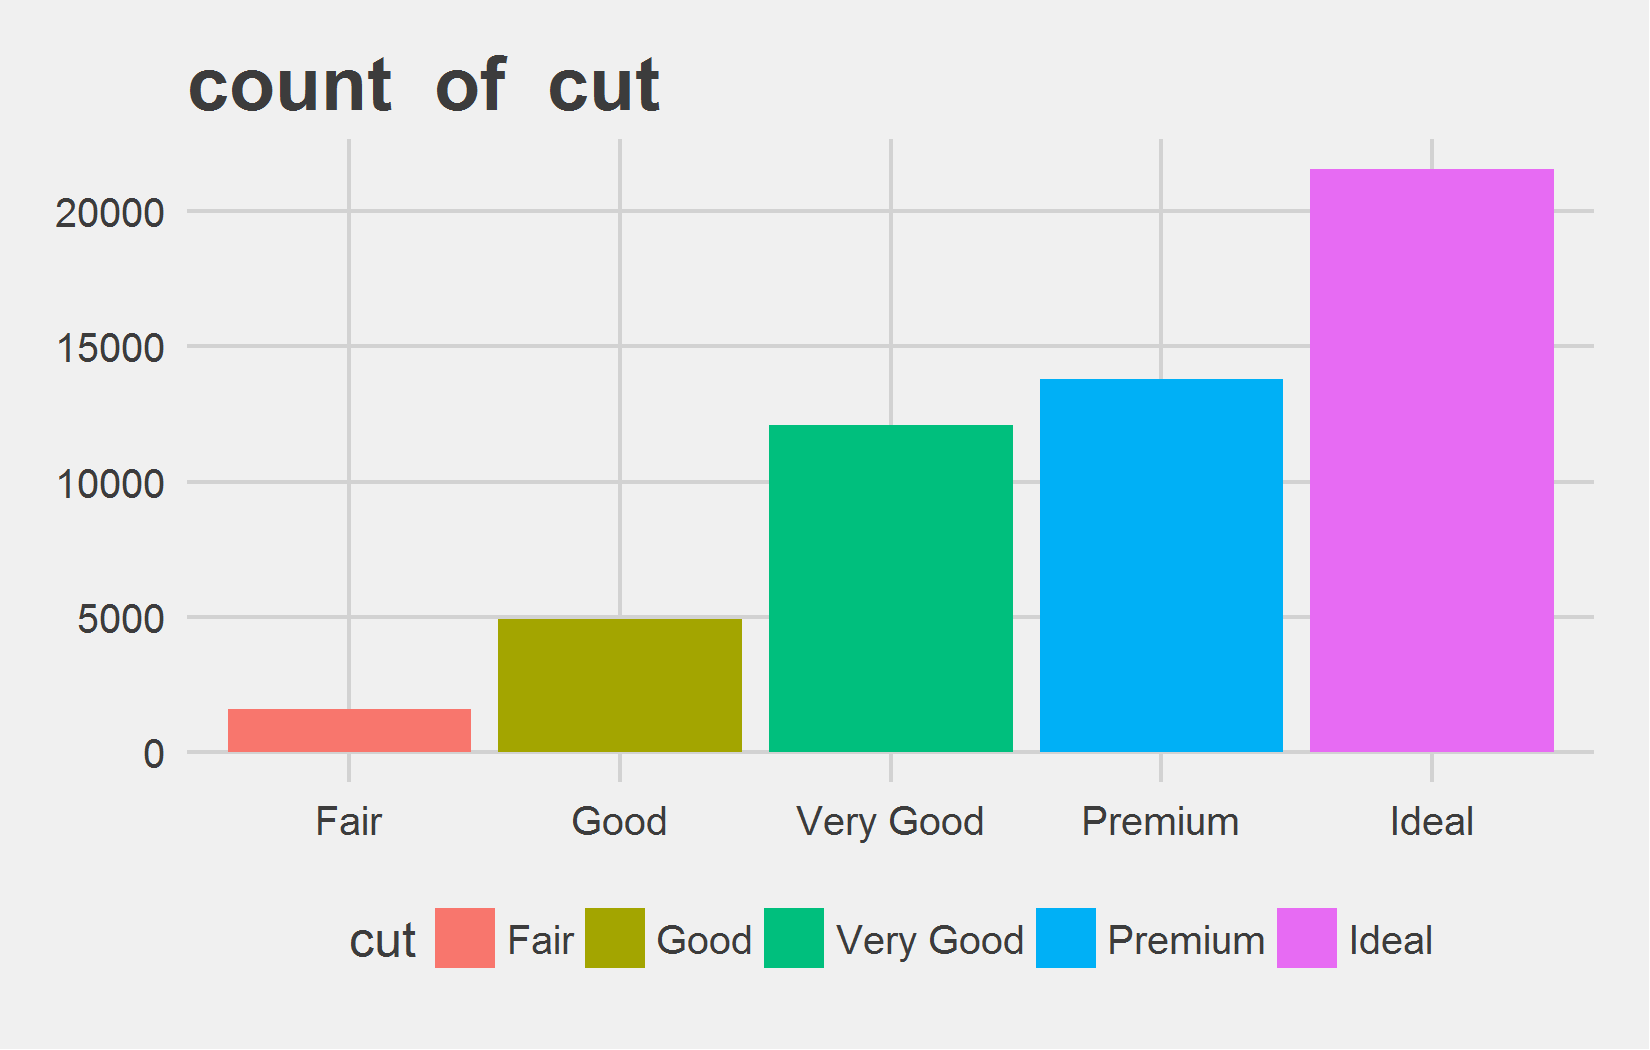 count of cut
20000
15000
10000
5000
0
Fair Good Very Good Premium Ideal
cut Fair Good Very Good Premium Ideal